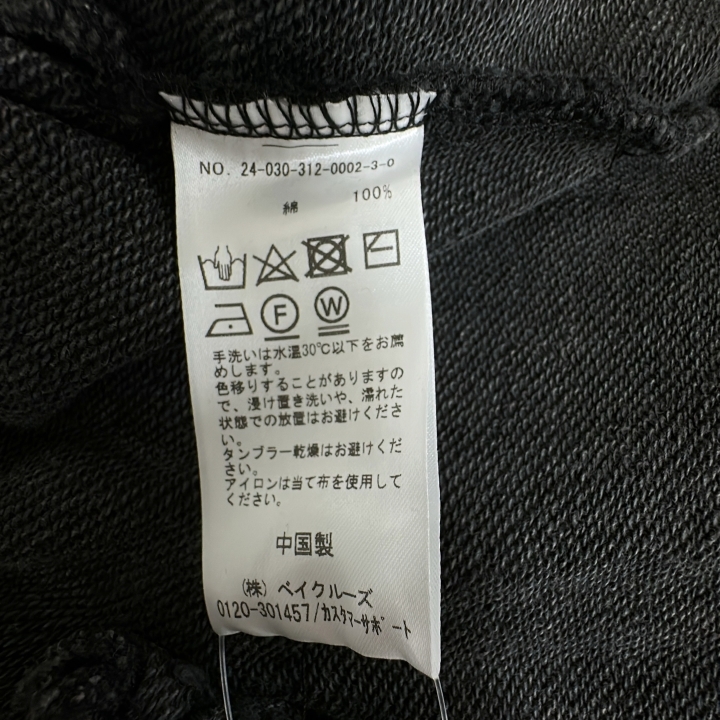 NO. 24-030-312-0002-3-0
綿 100%
F W
手洗いは水温30℃以下をお薦
めします。
色移りすることがありますの
で、浸け置き洗いや、濡れた
状態での放置はお避けくださ
い。
タンブラー乾燥はお避けくだ
さい。
アイロンは当て布を使用して
ください。
中国製
(株) ベイクルーズ
0120-301457/ｶｽﾀﾏｰｻﾎﾟｰﾄ